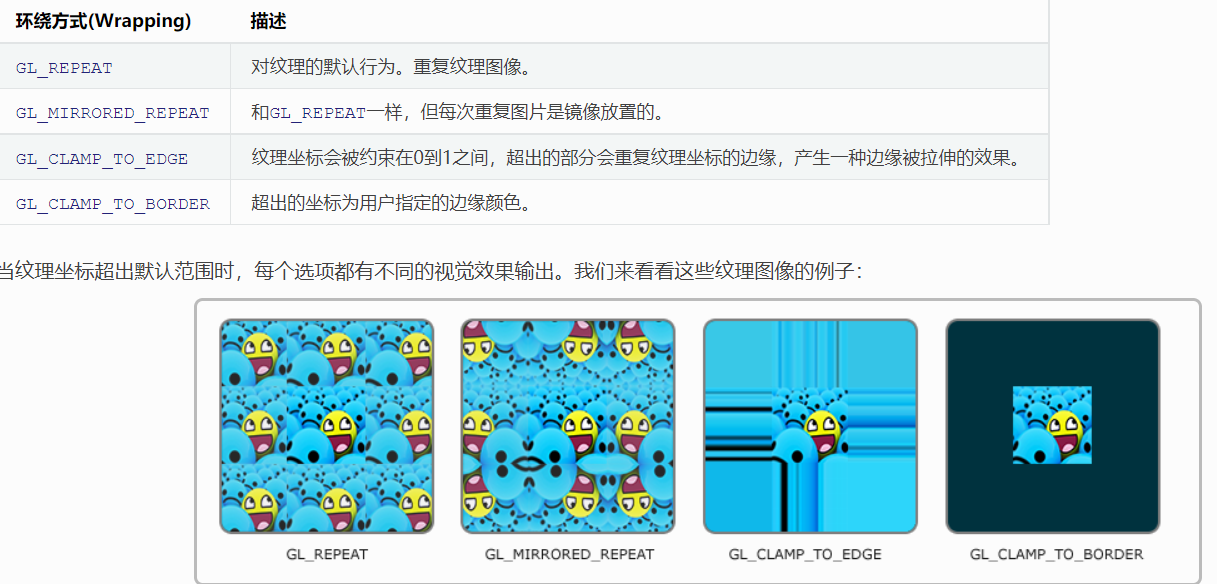 环绕方式(Wrapping) 描述
GL_REPEAT 对纹理的默认行为。重复纹理图像。
GL_MIRRORED_REPEAT 和GL_REPEAT一样，但每次重复图片是镜像放置的。
GL_CLAMP_TO_EDGE 纹理坐标会被约束在0到1之间，超出的部分会重复纹理坐标的边缘，产生一种边缘被拉伸的效果。
GL_CLAMP_TO_BORDER 超出的坐标为用户指定的边缘颜色。
当纹理坐标超出默认范围时，每个选项都有不同的视觉效果输出。我们来看看这些纹理图像的例子：
GL_REPEAT GL_MIRRORED_REPEAT GL_CLAMP_TO_EDGE GL_CLAMP_TO_BORDER